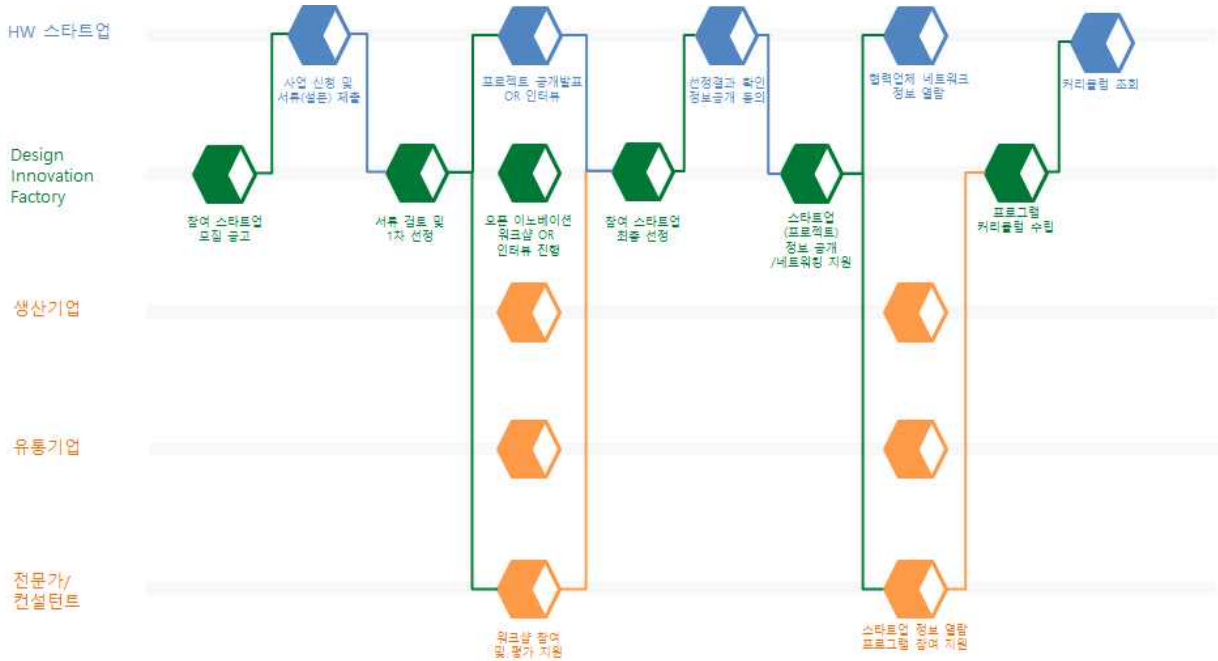 HW 스타트업
사업 신청 및
서류(설문) 제출
프로젝트 공개발표
OR 인터뷰
선정결과 확인
정보공개 동의
협력업체 네트워크
정보 열람
커리큘럼 조회
Design
Innovation
Factory
참여 스타트업
모집 공고
서류 검토 및
1차 선정
오픈 이노베이션
워크샵 OR
인터뷰 진행
참여 스타트업
최종 선정
스타트업
(프로젝트)
정보 공개
/네트워킹 지원
프로그램
커리큘럼 수립
생산기업
유통기업
전문가/
컨설턴트
워크샵 참여
및 평가 지원
스타트업 정보 열람
프로그램 참여 지원